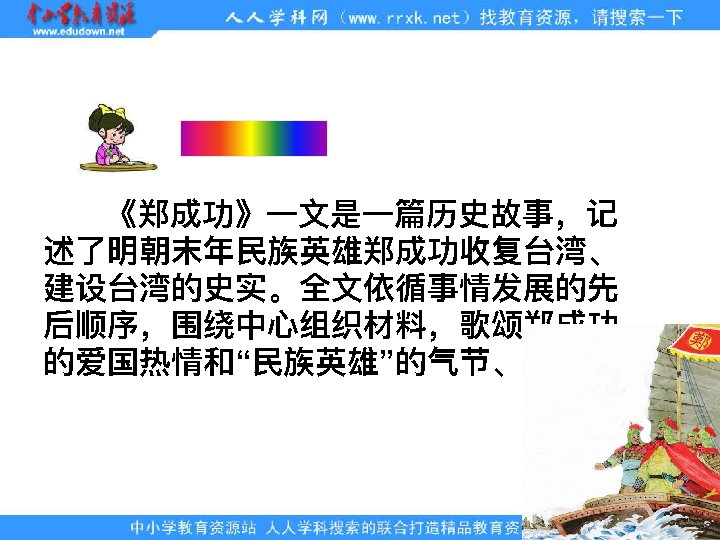 中小学教育资源
www.edudown.net
人人学科网（www.rrxk.net）找教育资源，请搜索一下
《郑成功》一文是一篇历史故事，记
述了明朝末年民族英雄郑成功收复台湾、
建设台湾的史实。全文依循事情发展的先
后顺序，围绕中心组织材料，歌颂郑成功
的爱国热情和“民族英雄”的气节、
鄭
中小学教育资源站 人人学科搜索的联合打造精品教育资